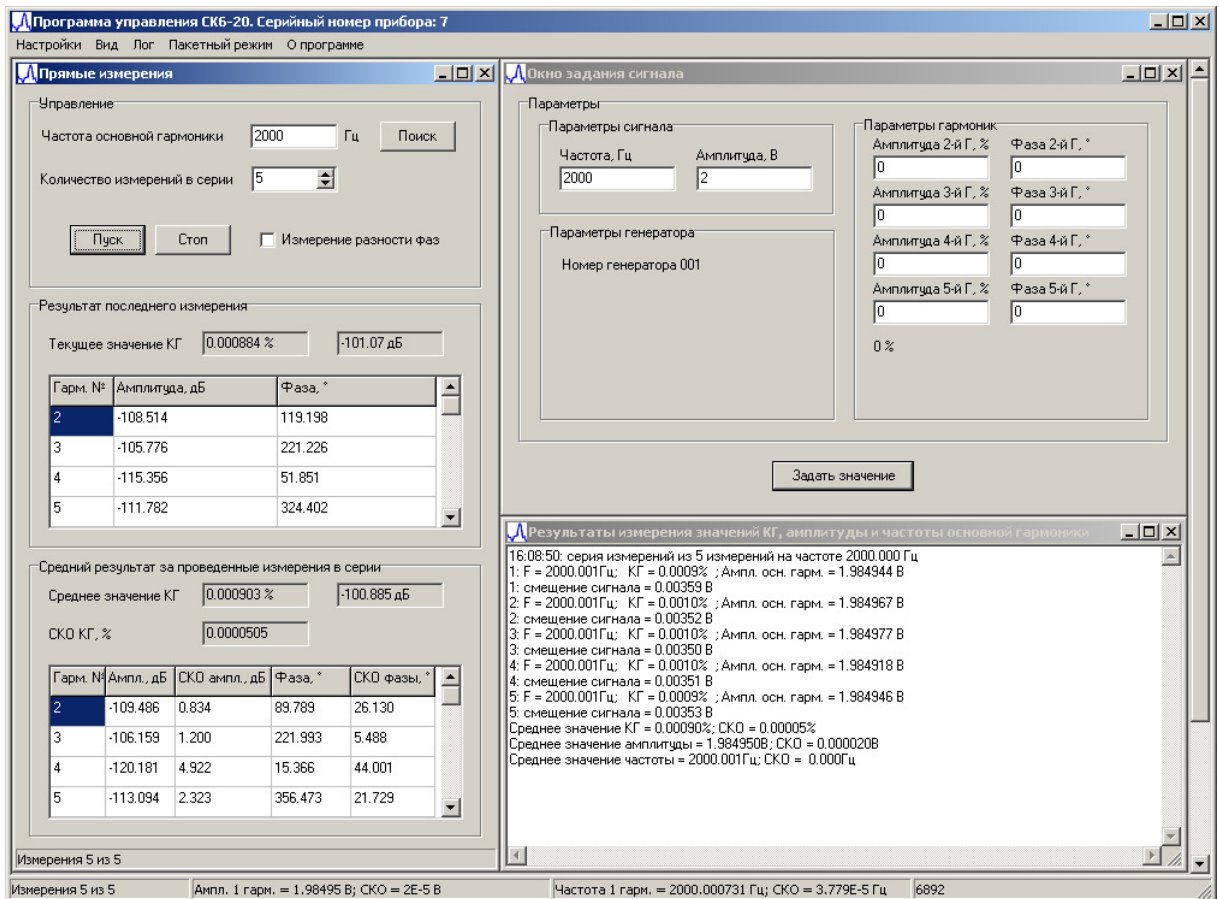 Программа управления СК6-20. Серийный номер прибора: 7
Настройки Вид Лог Пакетный режим О программе
Прямые измерения
Управление
Частота основной гармоники 2000 Гц Поиск
Количество измерений в серии 5
Пуск Стоп Измерение разности фаз
Результат последнего измерения
Текущее значение КГ 0.000884 % -101.07 дБ
Гарм. № Амплитуда, дБ Фаза, °
2 -108.514 119.198
3 -105.776 221.226
4 -115.356 51.851
5 -111.782 324.402
Средний результат за проведенные измерения в серии
Среднее значение КГ 0.000903 % -100.885 дБ
СКО КГ, % 0.0000505
Гарм. № Ампл., дБ СКО ампл., дБ Фаза, ° СКО фазы, °
2 -109.486 0.834 89.789 26.130
3 -106.159 1.200 221.993 5.488
4 -120.181 4.922 15.366 44.001
5 -113.094 2.323 356.473 21.729
Измерения 5 из 5
Окно задания сигнала
Параметры
Параметры сигнала
Частота, Гц Амплитуда, В
2000 2
Параметры генератора
Номер генератора 001
Параметры гармоник
Амплитуда 2-й Г, % Фаза 2-й Г, °
0 0
Амплитуда 3-й Г, % Фаза 3-й Г, °
0 0
Амплитуда 4-й Г, % Фаза 4-й Г, °
0 0
Амплитуда 5-й Г, % Фаза 5-й Г, °
0 0
0 %
Задать значение
Результаты измерения значений КГ, амплитуды и частоты основной гармоники
16:08:50: серия измерений из 5 измерений на частоте 2000.000 Гц
1: F = 2000.001Гц; КГ = 0.0009% ; Ампл. осн. гарм. = 1.984944 В
1: смещение сигнала = 0.00359 В
2: F = 2000.001Гц; КГ = 0.0010% ; Ампл. осн. гарм. = 1.984967 В
2: смещение сигнала = 0.00352 В
3: F = 2000.001Гц; КГ = 0.0010% ; Ампл. осн. гарм. = 1.984977 В
3: смещение сигнала = 0.00350 В
4: F = 2000.001Гц; КГ = 0.0010% ; Ампл. осн. гарм. = 1.984918 В
4: смещение сигнала = 0.00351 В
5: F = 2000.001Гц; КГ = 0.0009% ; Ампл. осн. гарм. = 1.984946 В
5: смещение сигнала = 0.00353 В
Среднее значение КГ = 0.00090%; СКО = 0.00005%
Среднее значение амплитуды = 1.984950В; СКО = 0.000020В
Среднее значение частоты = 2000.001Гц; СКО = 0.000Гц
Измерения 5 из 5 Ампл. 1 гарм. = 1.98495 В; СКО = 2E-5 В Частота 1 гарм. = 2000.000731 Гц; СКО = 3.779E-5 Гц 6892